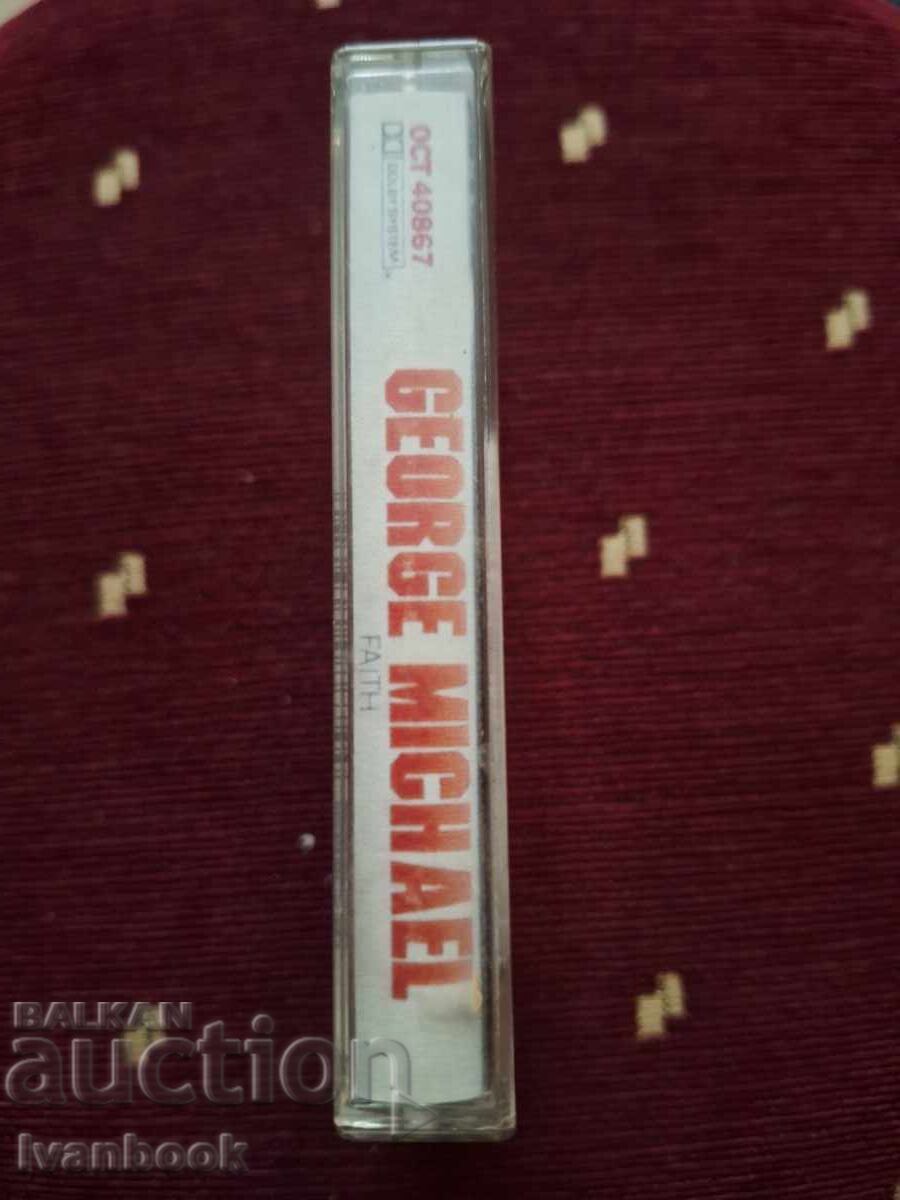 OCT 40867
DOLBY SYSTEM
GEORGE MICHAEL
FAITH
BALKAN
auction
Ivanbook